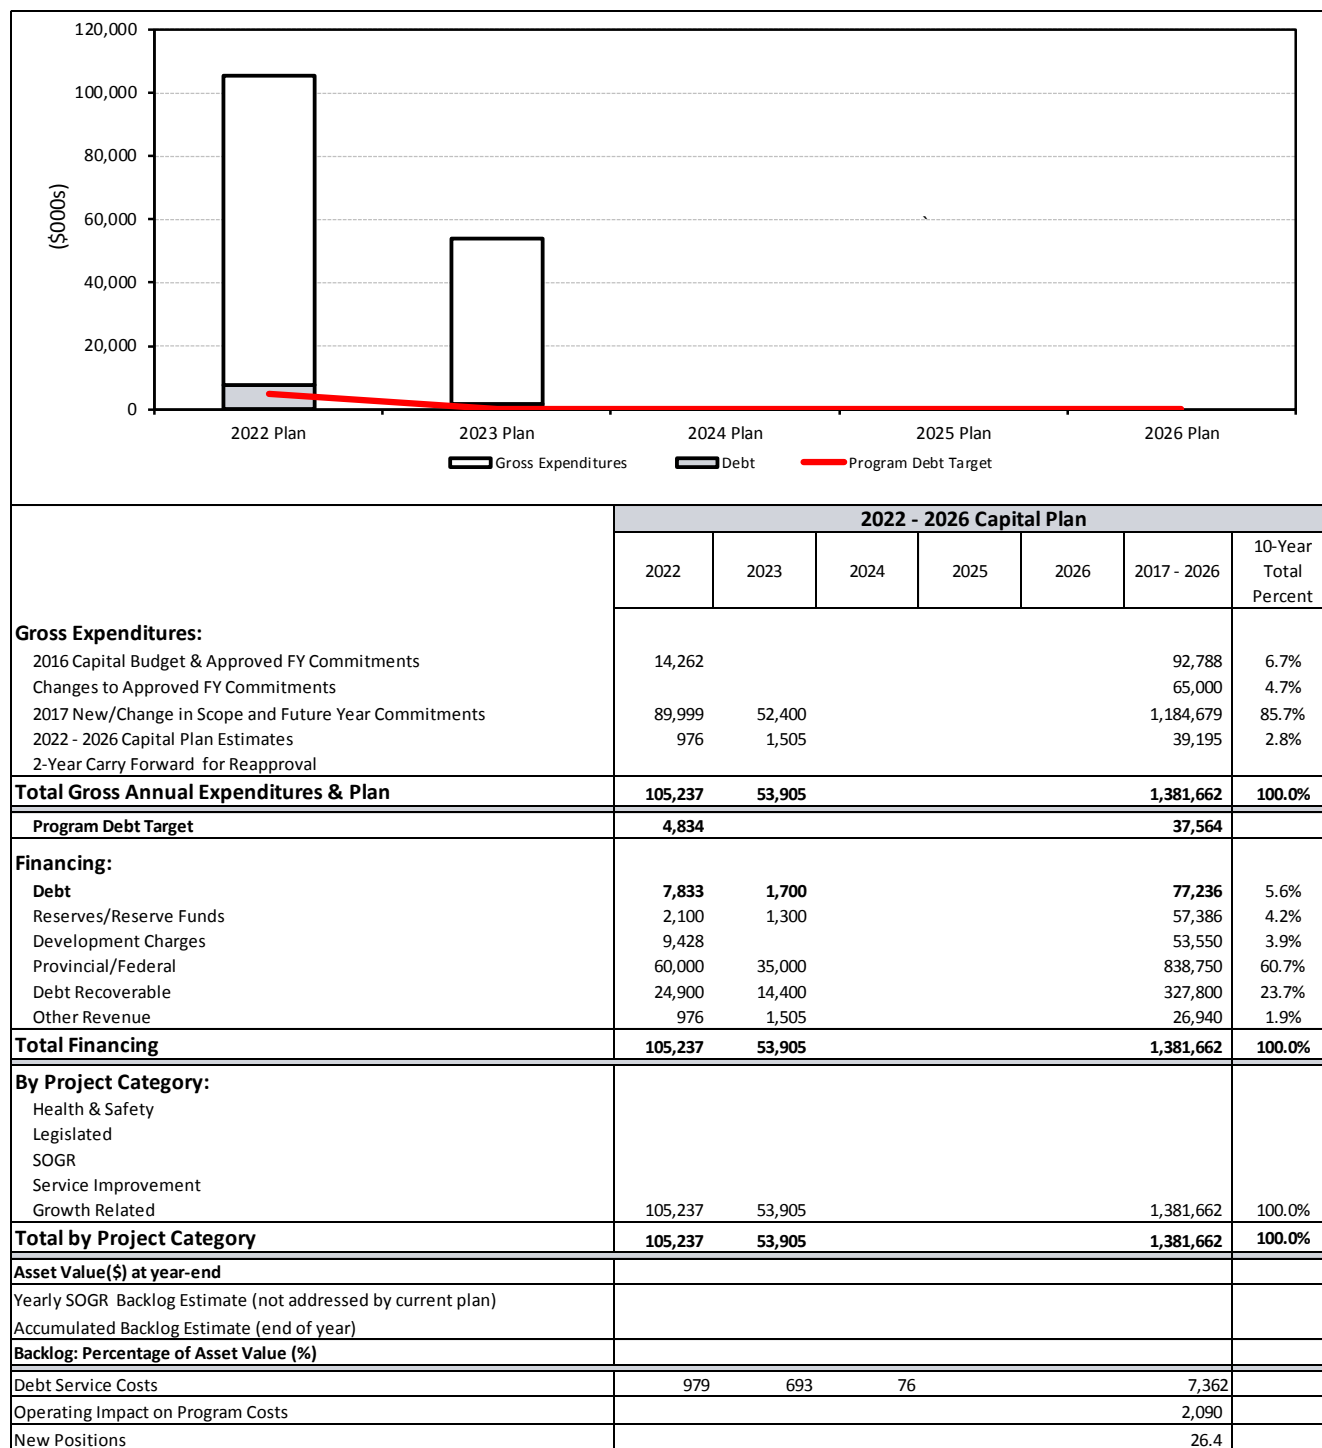 120,000
100,000
80,000
60,000
40,000
20,000
0
($000s)
`
2022 Plan 2023 Plan 2024 Plan 2025 Plan 2026 Plan
Gross Expenditures Debt Program Debt Target
2022 - 2026 Capital Plan
2022 2023 2024 2025 2026 2017 - 2026 10-Year Total Percent
Gross Expenditures:
2016 Capital Budget & Approved FY Commitments 14,262 92,788 6.7%
Changes to Approved FY Commitments 65,000 4.7%
2017 New/Change in Scope and Future Year Commitments 89,999 52,400 1,184,679 85.7%
2022 - 2026 Capital Plan Estimates 976 1,505 39,195 2.8%
2-Year Carry Forward for Reapproval
Total Gross Annual Expenditures & Plan 105,237 53,905 1,381,662 100.0%
Program Debt Target 4,834 37,564
Financing:
Debt 7,833 1,700 77,236 5.6%
Reserves/Reserve Funds 2,100 1,300 57,386 4.2%
Development Charges 9,428 53,550 3.9%
Provincial/Federal 60,000 35,000 838,750 60.7%
Debt Recoverable 24,900 14,400 327,800 23.7%
Other Revenue 976 1,505 26,940 1.9%
Total Financing 105,237 53,905 1,381,662 100.0%
By Project Category:
Health & Safety
Legislated
SOGR
Service Improvement
Growth Related 105,237 53,905 1,381,662 100.0%
Total by Project Category 105,237 53,905 1,381,662 100.0%
Asset Value($) at year-end
Yearly SOGR Backlog Estimate (not addressed by current plan)
Accumulated Backlog Estimate (end of year)
Backlog: Percentage of Asset Value (%)
Debt Service Costs 979 693 76 7,362
Operating Impact on Program Costs 2,090
New Positions 26.4